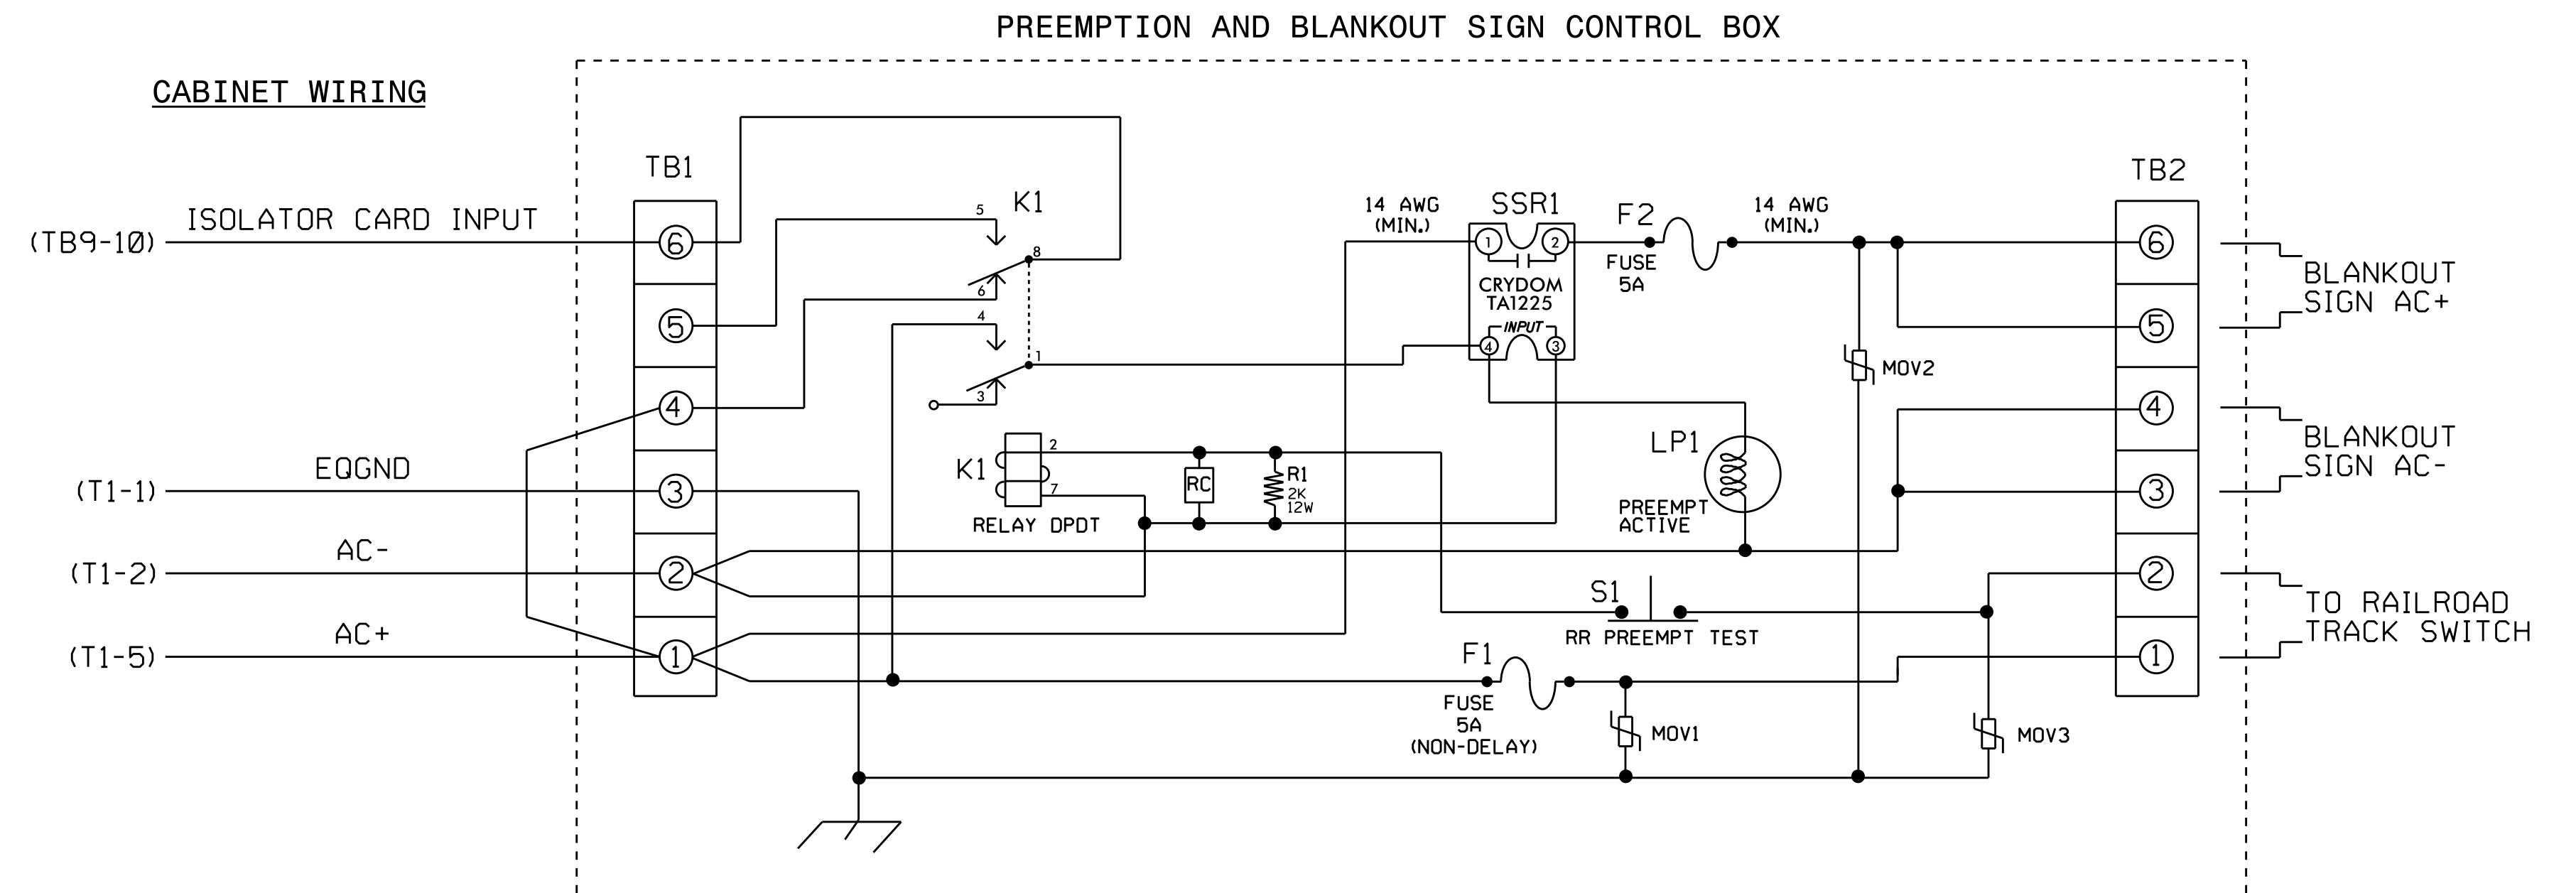 PREEMPTION AND BLANKOUT SIGN CONTROL BOX
CABINET WIRING
TB1
TB2
(TB9-10)
ISOLATOR CARD INPUT
6
5
4
EQGND
(T1-1)
3
AC-
(T1-2)
2
AC+
(T1-5)
1
K1
5
8
6
4
1
3
K1
2
7
RELAY DPDT
RC
R1
2K
12W
14 AWG
(MIN.)
SSR1
1
2
CRYDOM
TA1225
INPUT
4
3
F2
FUSE
5A
14 AWG
(MIN.)
MOV2
LP1
PREEMPT
ACTIVE
S1
RR PREEMPT TEST
F1
FUSE
5A
(NON-DELAY)
MOV1
MOV3
6
5
4
3
2
1
BLANKOUT
SIGN AC+
BLANKOUT
SIGN AC-
TO RAILROAD
TRACK SWITCH